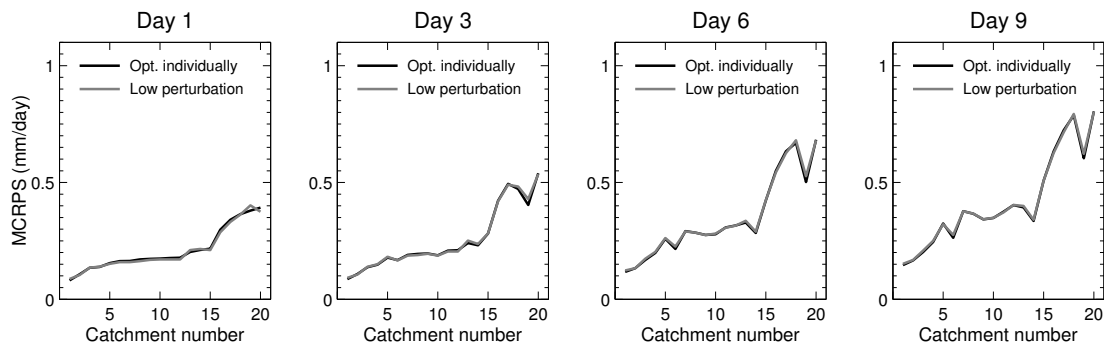 Day 1
Day 3
Day 6
Day 9
MCRPS (mm/day)
1
0.5
0
Opt. individually
Low perturbation
5 10 15 20
Catchment number
1
0.5
0
Opt. individually
Low perturbation
5 10 15 20
Catchment number
1
0.5
0
Opt. individually
Low perturbation
5 10 15 20
Catchment number
1
0.5
0
Opt. individually
Low perturbation
5 10 15 20
Catchment number